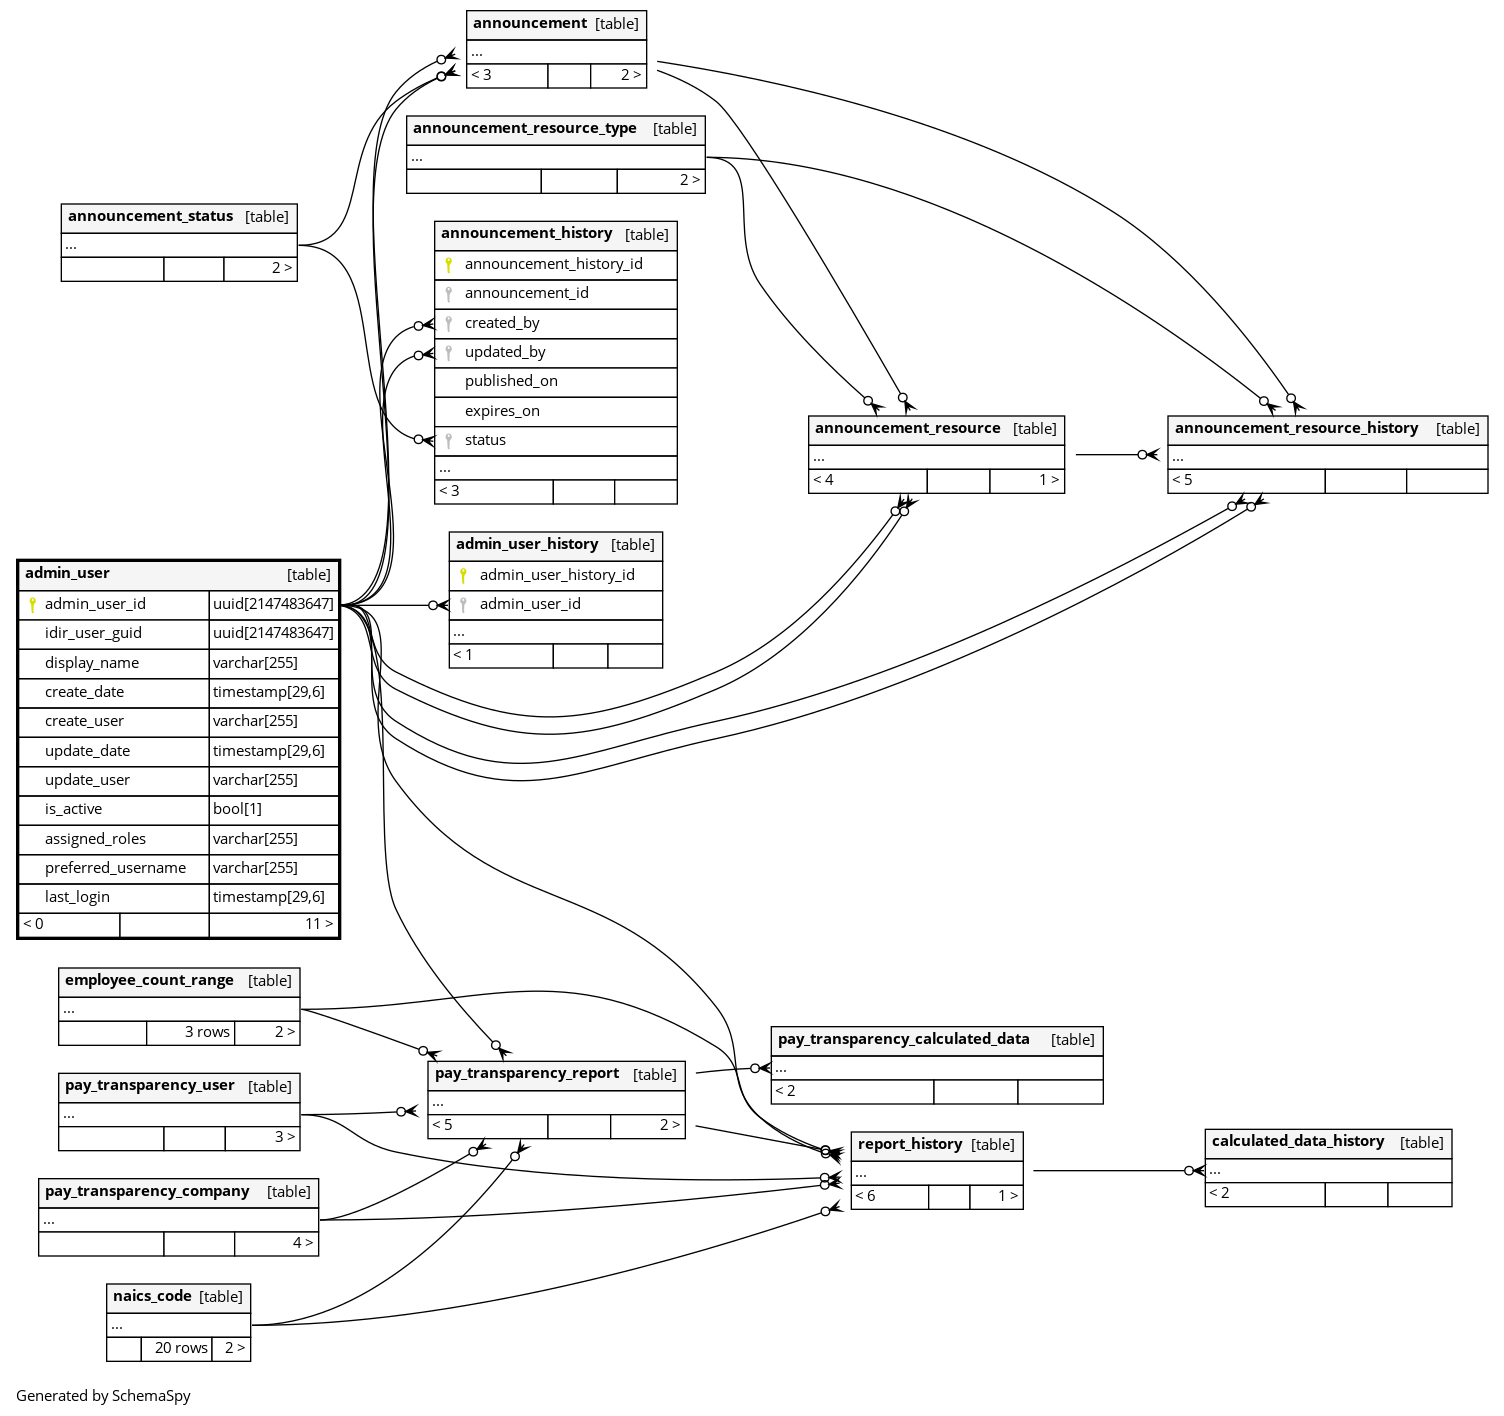 announcement [table]
...
< 3 2 >
announcement_resource_type [table]
...
2 >
announcement_status [table]
...
2 >
announcement_history [table]
announcement_history_id
announcement_id
created_by
updated_by
published_on
expires_on
status
...
< 3
announcement_resource [table]
...
< 4 1 >
announcement_resource_history [table]
...
< 5
admin_user_history [table]
admin_user_history_id
admin_user_id
...
< 1
admin_user [table]
admin_user_id uuid[2147483647]
idir_user_guid uuid[2147483647]
display_name varchar[255]
create_date timestamp[29,6]
create_user varchar[255]
update_date timestamp[29,6]
update_user varchar[255]
is_active bool[1]
assigned_roles varchar[255]
preferred_username varchar[255]
last_login timestamp[29,6]
< 0 11 >
employee_count_range [table]
...
3 rows 2 >
pay_transparency_user [table]
...
3 >
pay_transparency_report [table]
...
< 5 2 >
pay_transparency_calculated_data [table]
...
< 2
report_history [table]
...
< 6 1 >
calculated_data_history [table]
...
< 2
pay_transparency_company [table]
...
4 >
naics_code [table]
...
20 rows 2 >
Generated by SchemaSpy